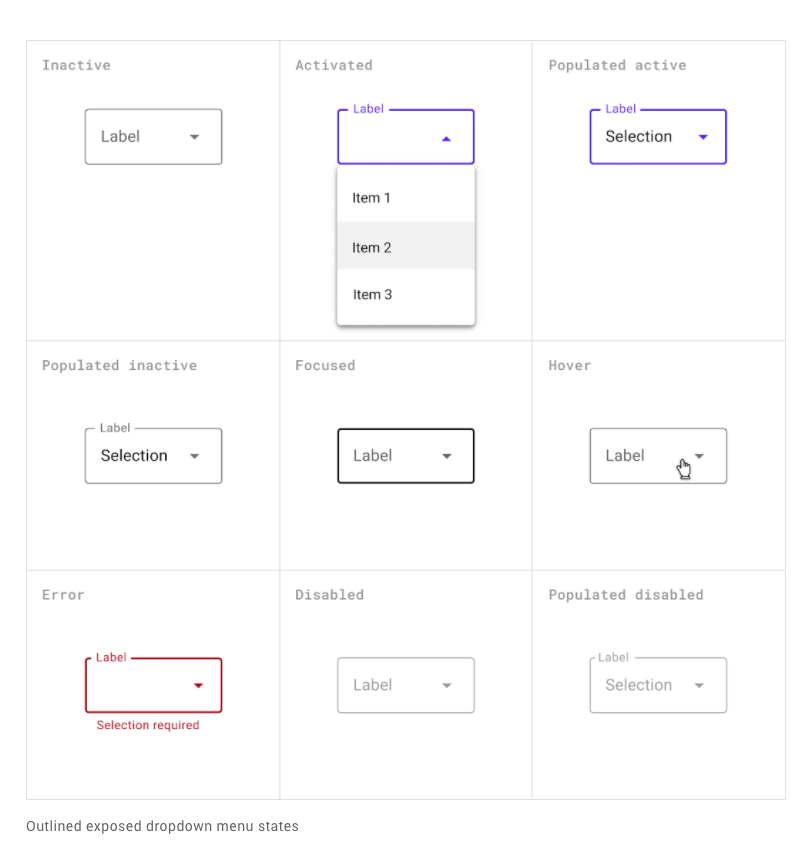 Inactive
Activated
Populated active
Label
Label
Label
Selection
Item 1
Item 2
Item 3
Populated inactive
Focused
Hover
Label
Selection
Label
Label
Error
Disabled
Populated disabled
Label
Selection required
Label
Label
Selection
Outlined exposed dropdown menu states